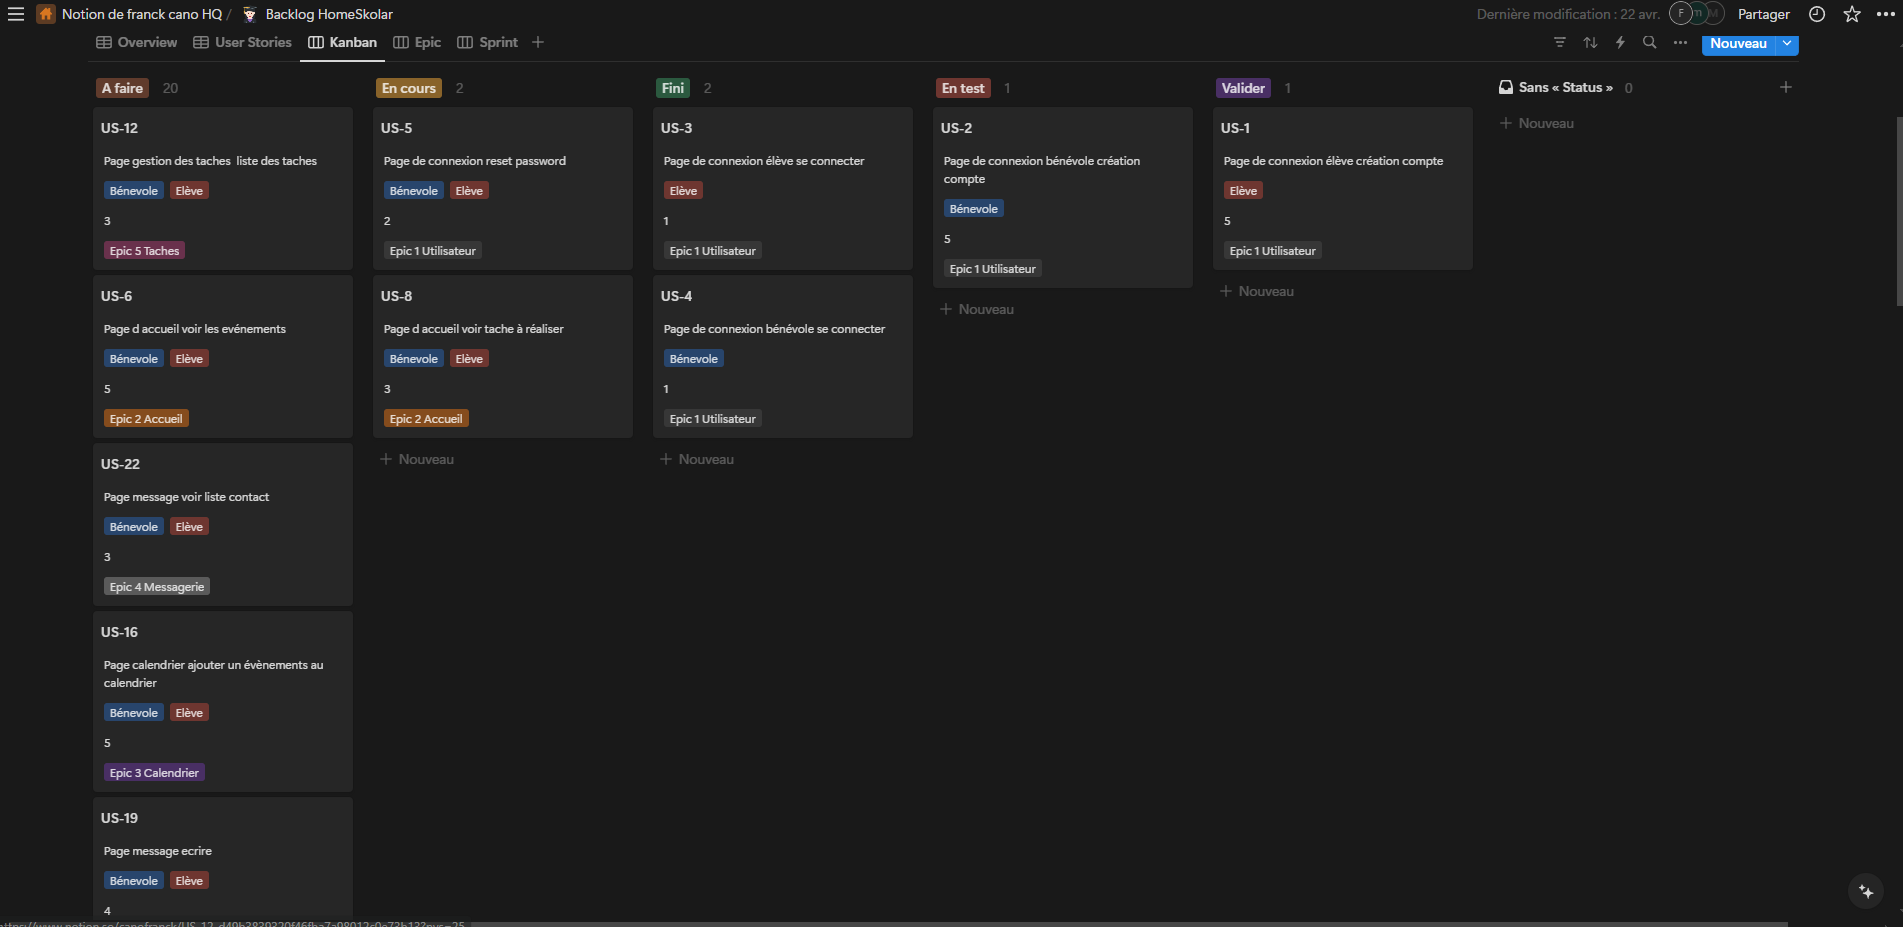 Notion de franck cano HQ / Backlog HomeSkolar
Dernière modification : 22 avr.
F m M
Partager
Overview
User Stories
Kanban
Epic
Sprint
Nouveau
A faire 20
US-12
Page gestion des taches liste des taches
Bénevole Elève
3
Epic 5 Taches
US-6
Page d accueil voir les evénements
Bénevole Elève
5
Epic 2 Accueil
US-22
Page message voir liste contact
Bénevole Elève
3
Epic 4 Messagerie
US-16
Page calendrier ajouter un évènements au
calendrier
Bénevole Elève
5
Epic 3 Calendrier
US-19
Page message ecrire
Bénevole Elève
4
En cours 2
US-5
Page de connexion reset password
Bénevole Elève
2
Epic 1 Utilisateur
US-8
Page d accueil voir tache à réaliser
Bénevole Elève
3
Epic 2 Accueil
Nouveau
Fini 2
US-3
Page de connexion élève se connecter
Elève
1
Epic 1 Utilisateur
US-4
Page de connexion bénévole se connecter
Bénevole
1
Epic 1 Utilisateur
Nouveau
En test 1
US-2
Page de connexion bénévole création
compte
Bénevole
5
Epic 1 Utilisateur
Nouveau
Valider 1
US-1
Page de connexion élève création compte
Elève
5
Epic 1 Utilisateur
Nouveau
Sans « Status » 0
Nouveau